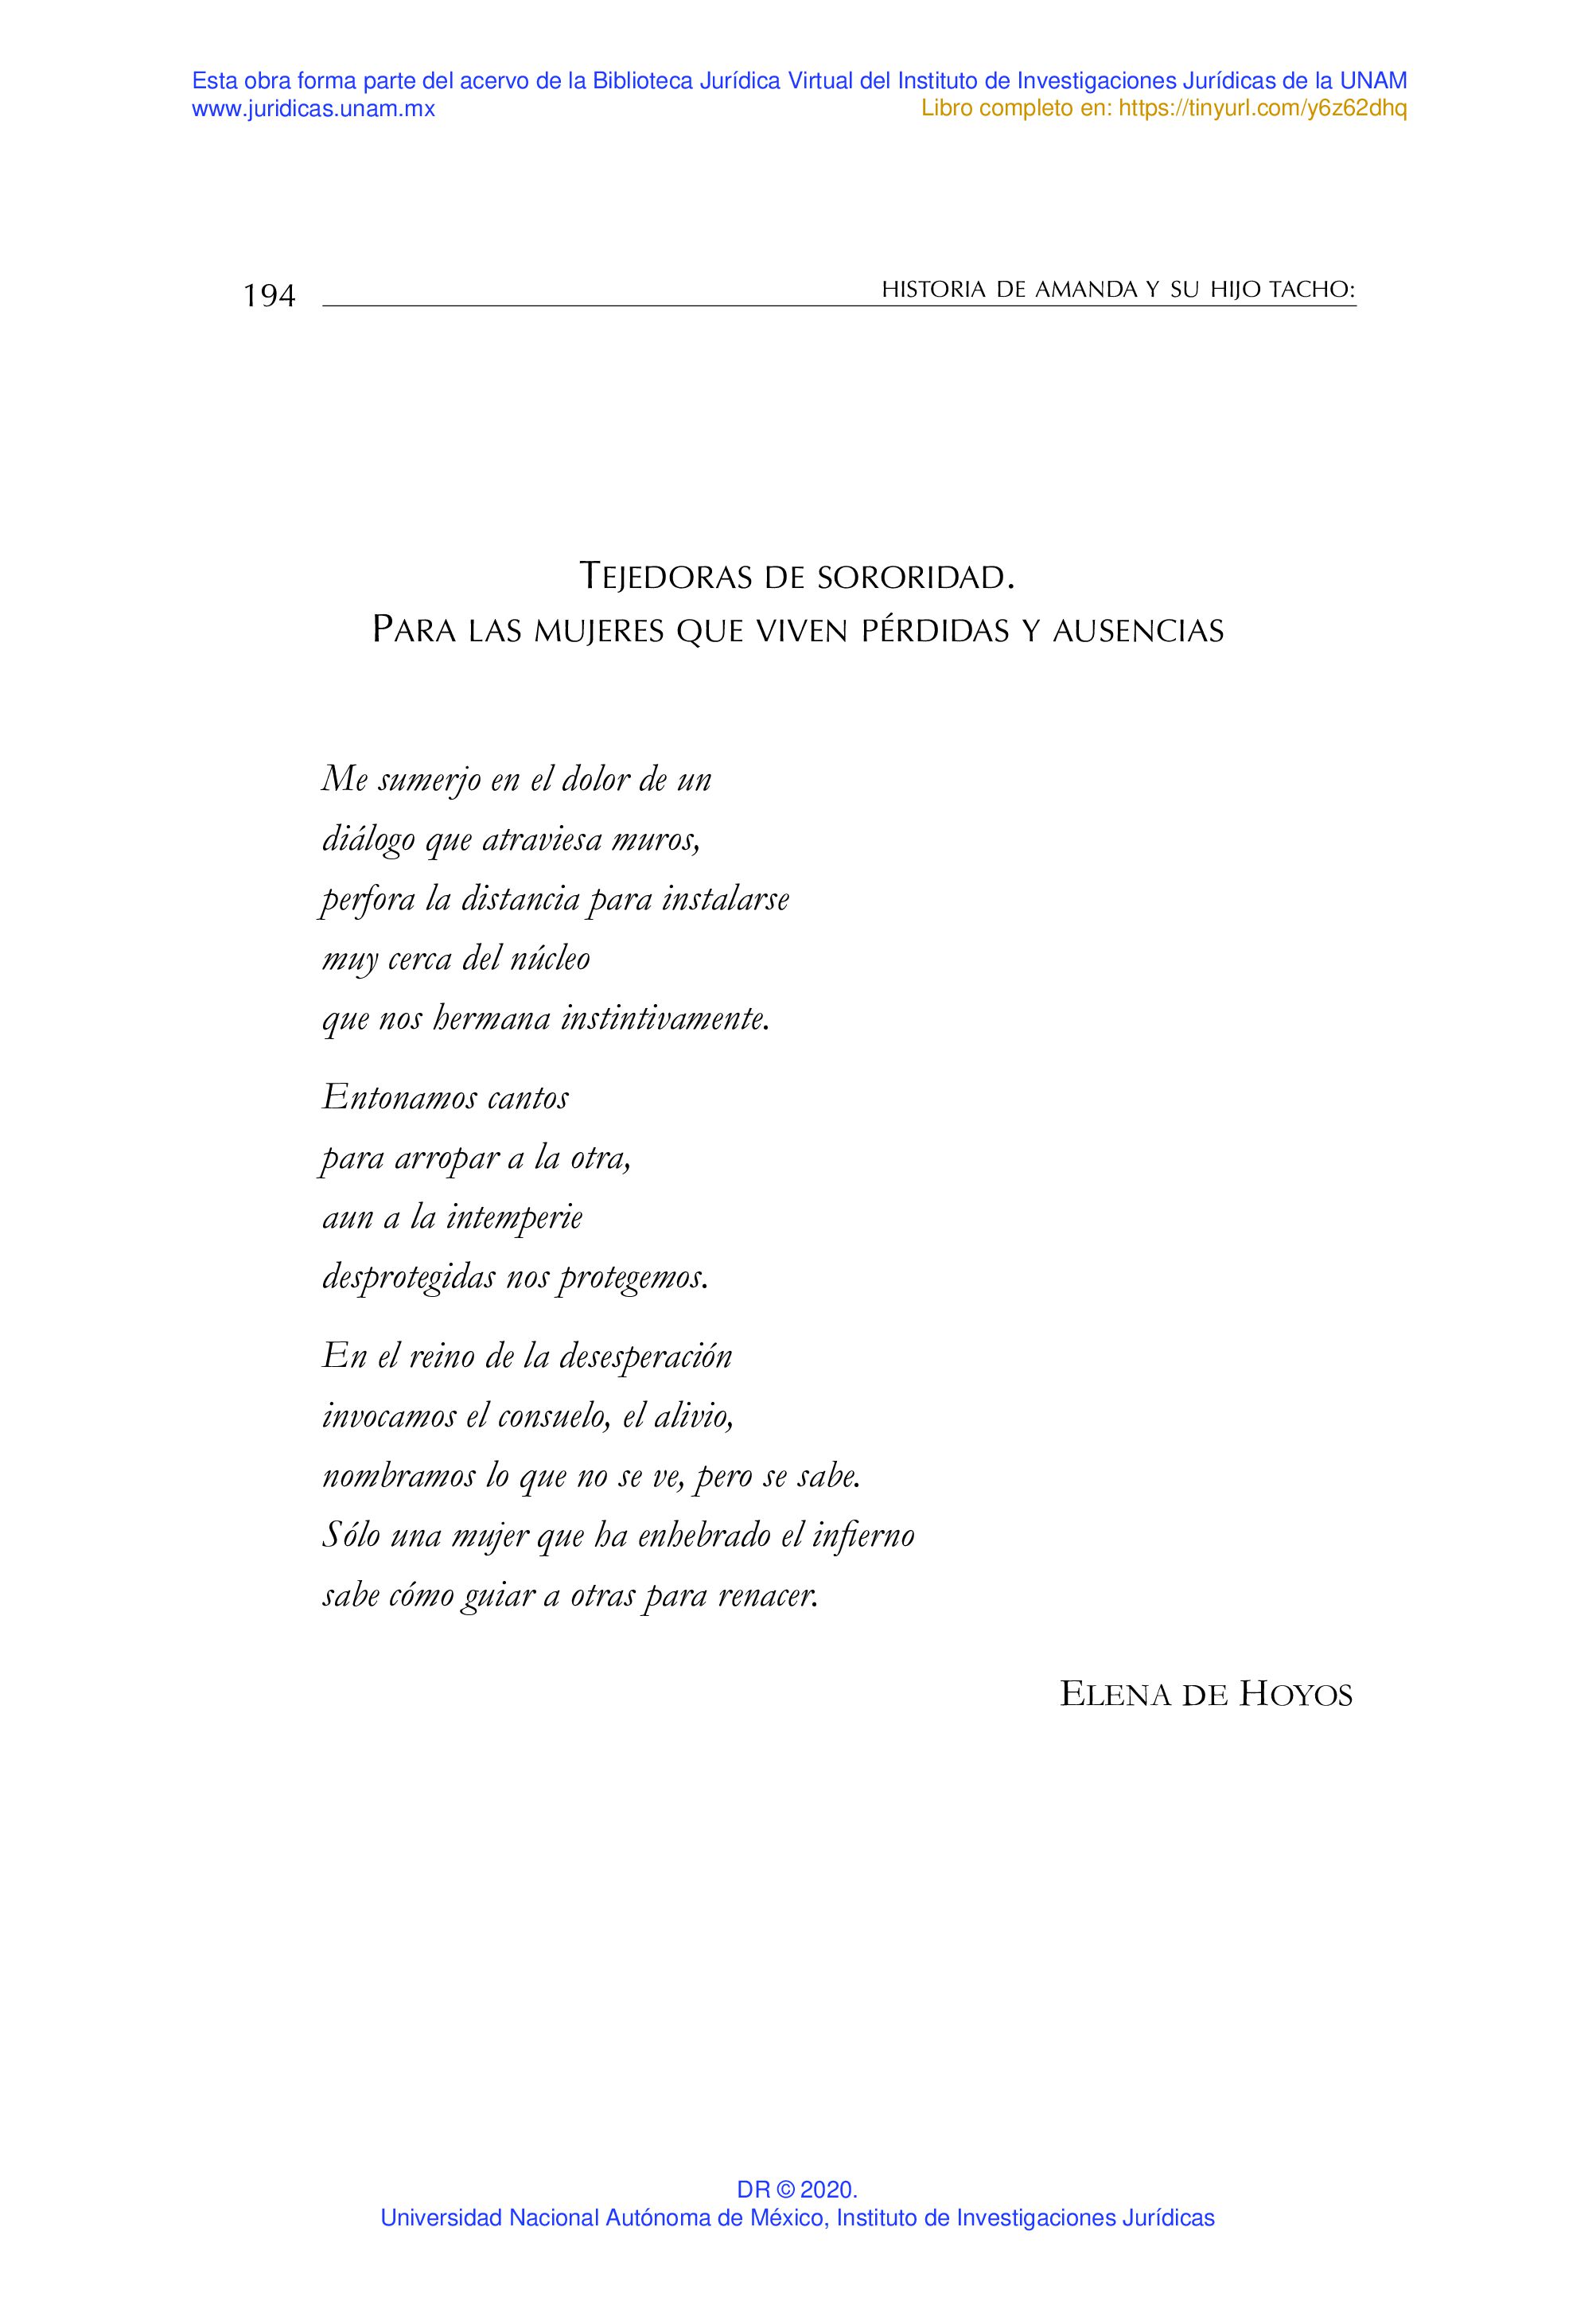 Esta obra forma parte del acervo de la Biblioteca Jurídica Virtual del Instituto de Investigaciones Jurídicas de la UNAM
www.juridicas.unam.mx Libro completo en: https://tinyurl.com/y6z62dhq
194 HISTORIA DE AMANDA Y SU HIJO TACHO:
TEJEDORAS DE SORORIDAD.
PARA LAS MUJERES QUE VIVEN PÉRDIDAS Y AUSENCIAS
Me sumerjo en el dolor de un
diálogo que atraviesa muros,
perfora la distancia para instalarse
muy cerca del núcleo
que nos hermana instintivamente.
Entonamos cantos
para arropar a la otra,
aun a la intemperie
desprotegidas nos protegemos.
En el reino de la desesperación
invocamos el consuelo, el alivio,
nombramos lo que no se ve, pero se sabe.
Sólo una mujer que ha enhebrado el infierno
sabe cómo guiar a otras para renacer.
ELENA DE HOYOS
DR © 2020.
Universidad Nacional Autónoma de México, Instituto de Investigaciones Jurídicas